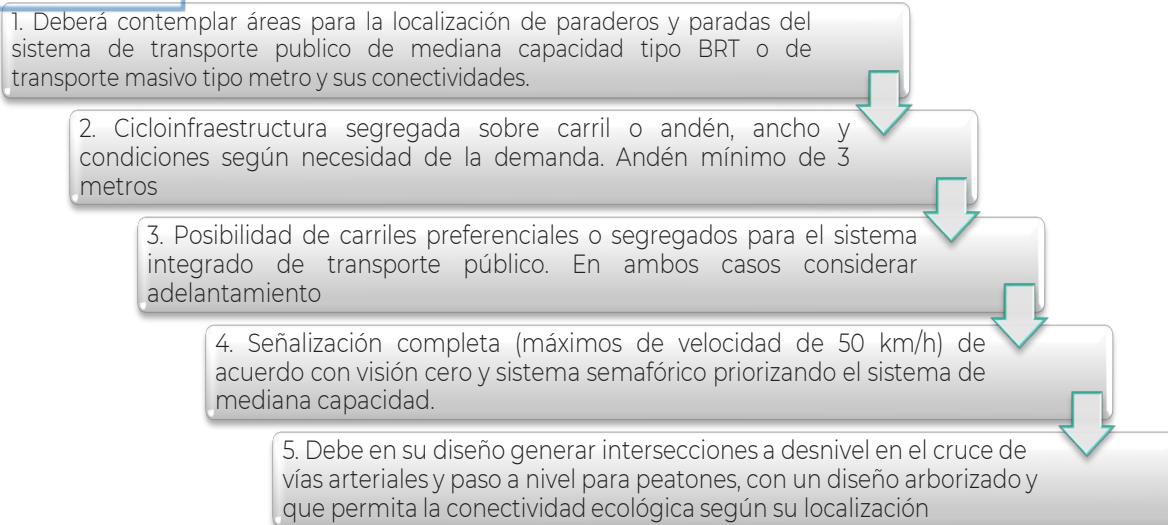 1. Deberá contemplar áreas para la localización de paraderos y paradas del
sistema de transporte publico de mediana capacidad tipo BRT o de
transporte masivo tipo metro y sus conectividades.
2. Cicloinfraestructura segregada sobre carril o andén, ancho y
condiciones según necesidad de la demanda. Andén mínimo de 3
metros
3. Posibilidad de carriles preferenciales o segregados para el sistema
integrado de transporte público. En ambos casos considerar
adelantamiento
4. Señalización completa (máximos de velocidad de 50 km/h) de
acuerdo con visión cero y sistema semafórico priorizando el sistema de
mediana capacidad.
5. Debe en su diseño generar intersecciones a desnivel en el cruce de
vías arteriales y paso a nivel para peatones, con un diseño arborizado y
que permita la conectividad ecológica según su localización